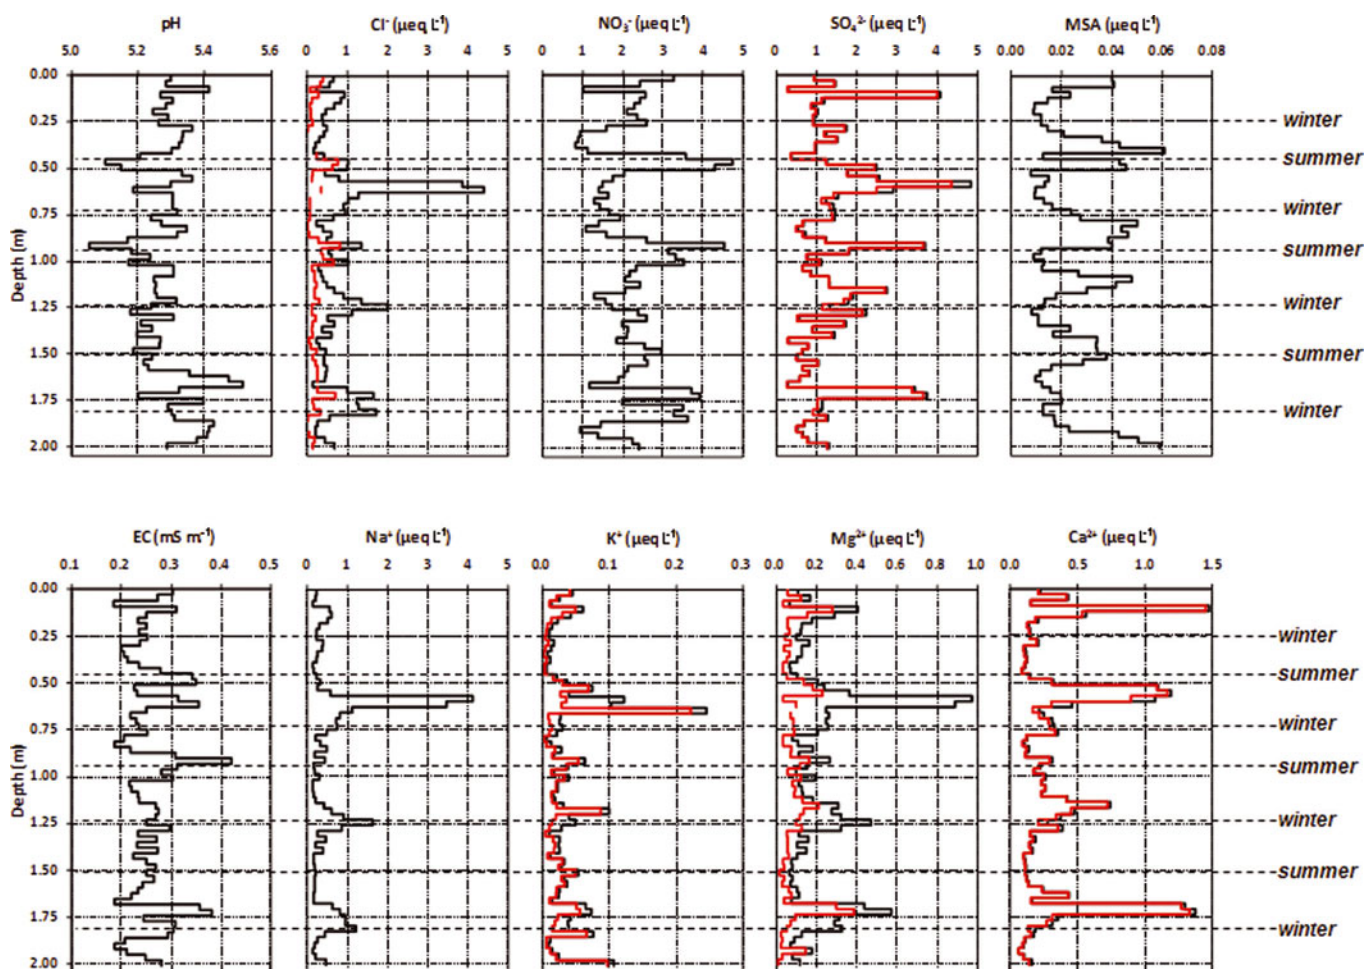 pH Cl⁻ (μeq L⁻¹) NO₃⁻ (μeq L⁻¹) SO₄²⁻ (μeq L⁻¹) MSA (μeq L⁻¹)
5.0 5.2 5.4 5.6 0 1 2 3 4 5 0 1 2 3 4 5 0 1 2 3 4 5 0.00 0.02 0.04 0.06 0.08
0.00
0.25 winter
0.50 summer
0.75 winter
1.00 summer
1.25 winter
1.50 summer
1.75
2.00 winter
Depth (m)
EC (mS m⁻¹) Na⁺ (μeq L⁻¹) K⁺ (μeq L⁻¹) Mg²⁺ (μeq L⁻¹) Ca²⁺ (μeq L⁻¹)
0.1 0.2 0.3 0.4 0.5 0 1 2 3 4 5 0.0 0.1 0.2 0.3 0.0 0.2 0.4 0.6 0.8 1.0 0.0 0.5 1.0 1.5
0.00
0.25 winter
0.50 summer
0.75 winter
1.00 summer
1.25 winter
1.50 summer
1.75
2.00 winter
Depth (m)